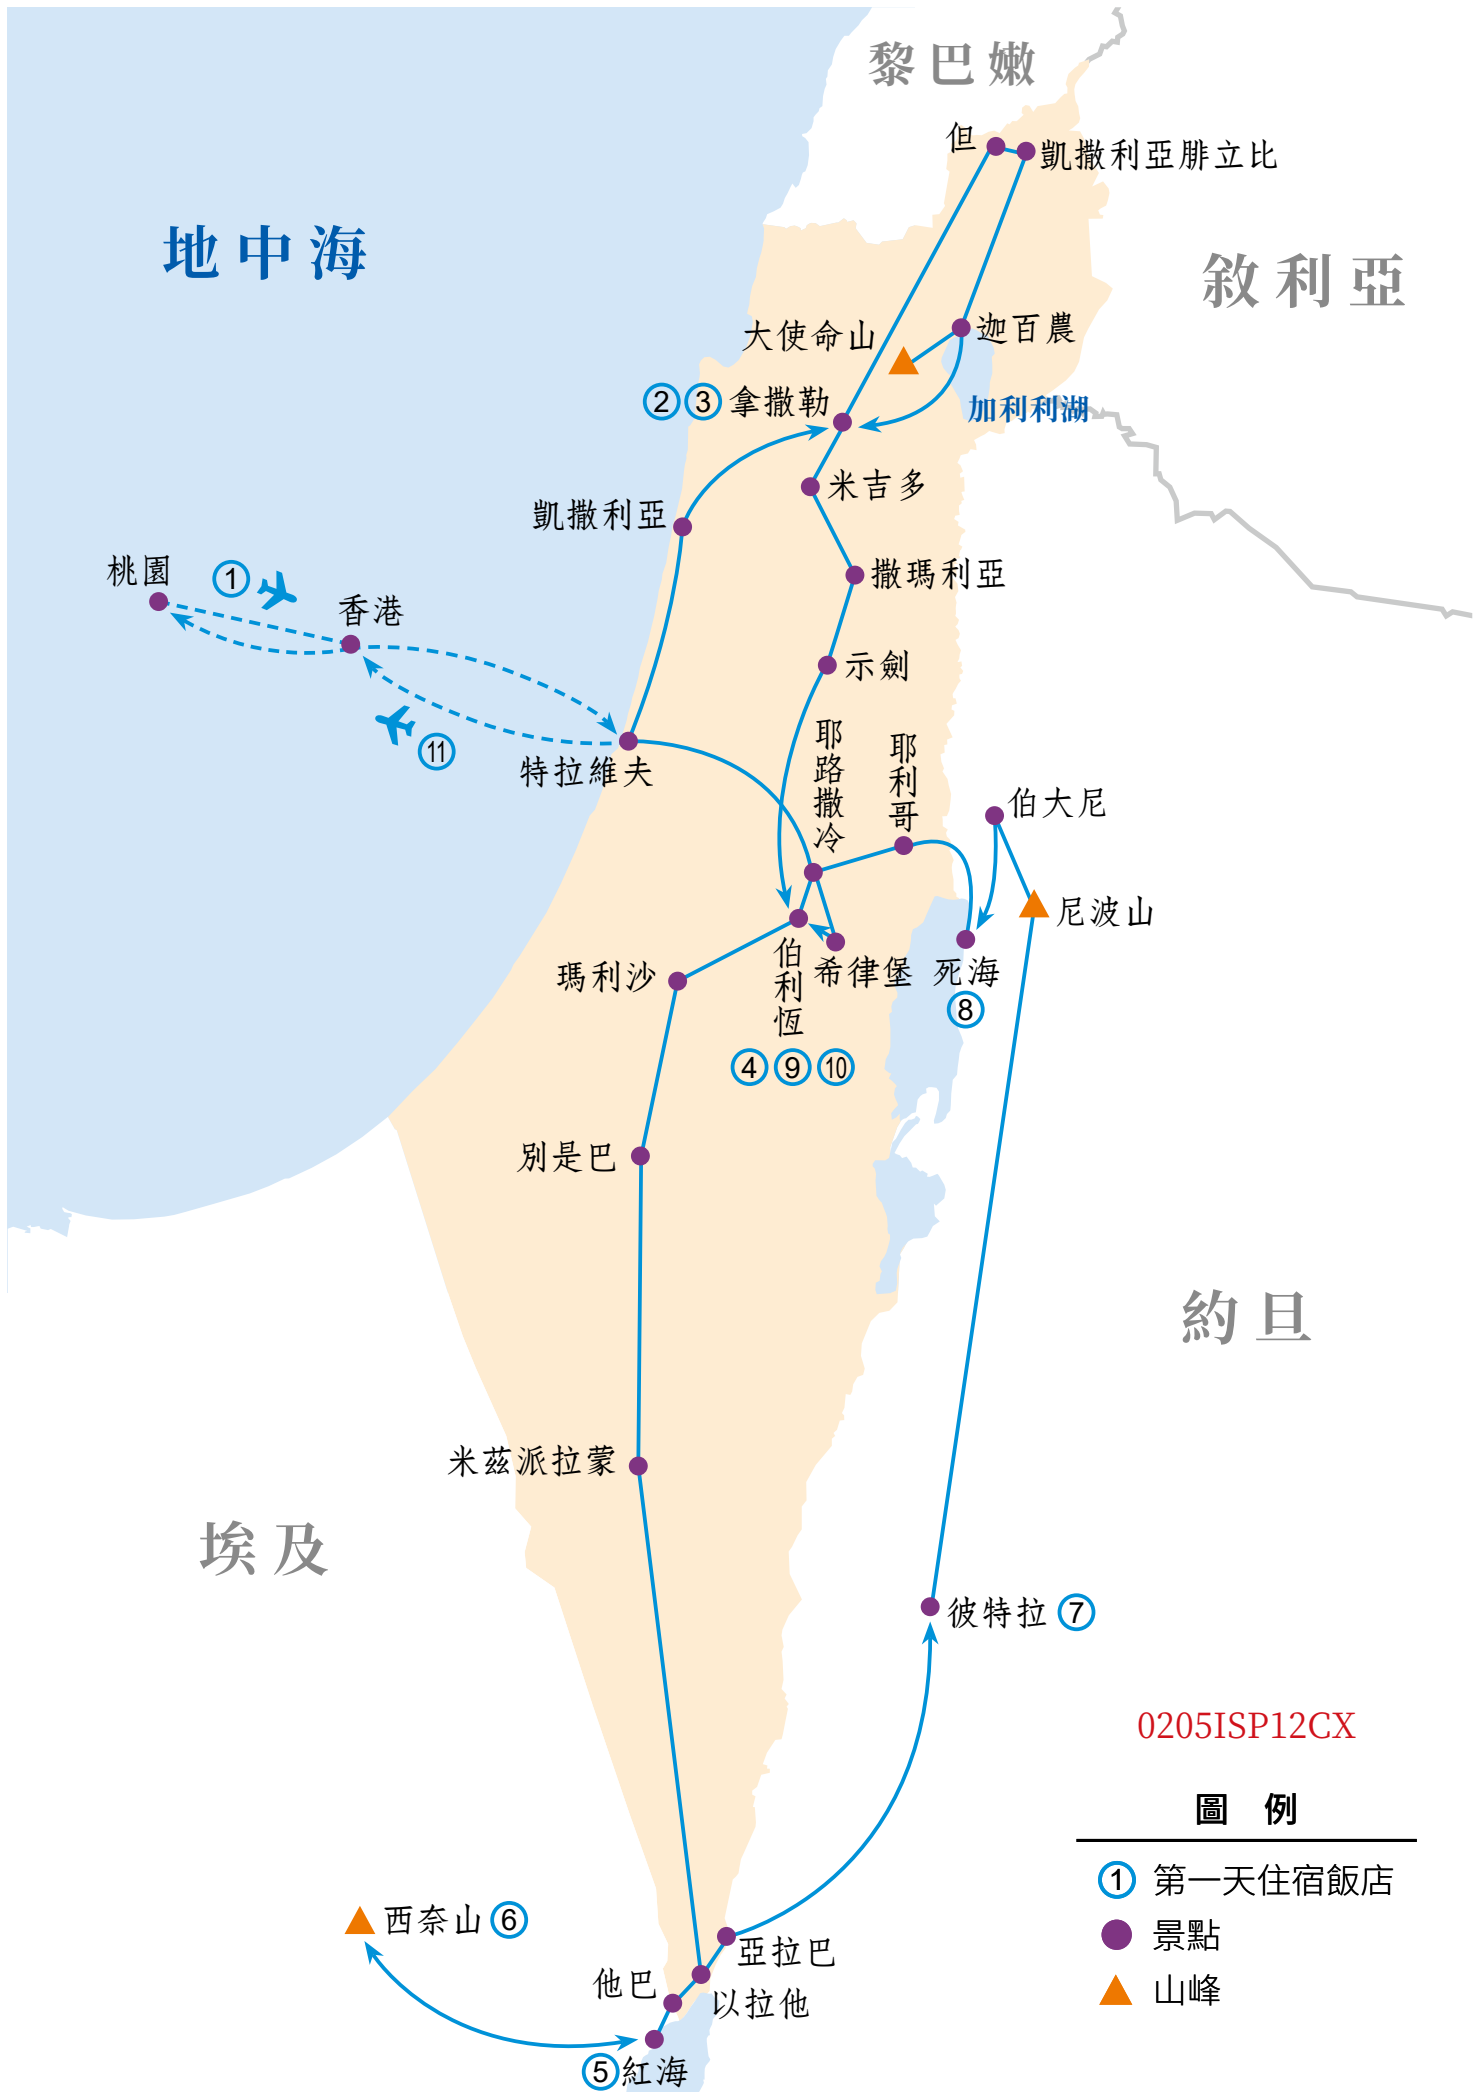 黎巴嫩
但
凱撒利亞腓立比
地中海
敘利亞
大使命山
迦百農
② ③ 拿撒勒
加利利湖
米吉多
凱撒利亞
桃園
①
撒瑪利亞
香港
示劍
耶路撒冷
耶利哥
⑪
特拉維夫
伯大尼
尼波山
瑪利沙
伯利恆
希律堡
死海
⑧
④ ⑨ ⑩
別是巴
約旦
米茲派拉蒙
埃及
彼特拉 ⑦
0205ISP12CX
圖 例
① 第一天住宿飯店
景點
山峰
西奈山 ⑥
亞拉巴
他巴
以拉他
⑤ 紅海